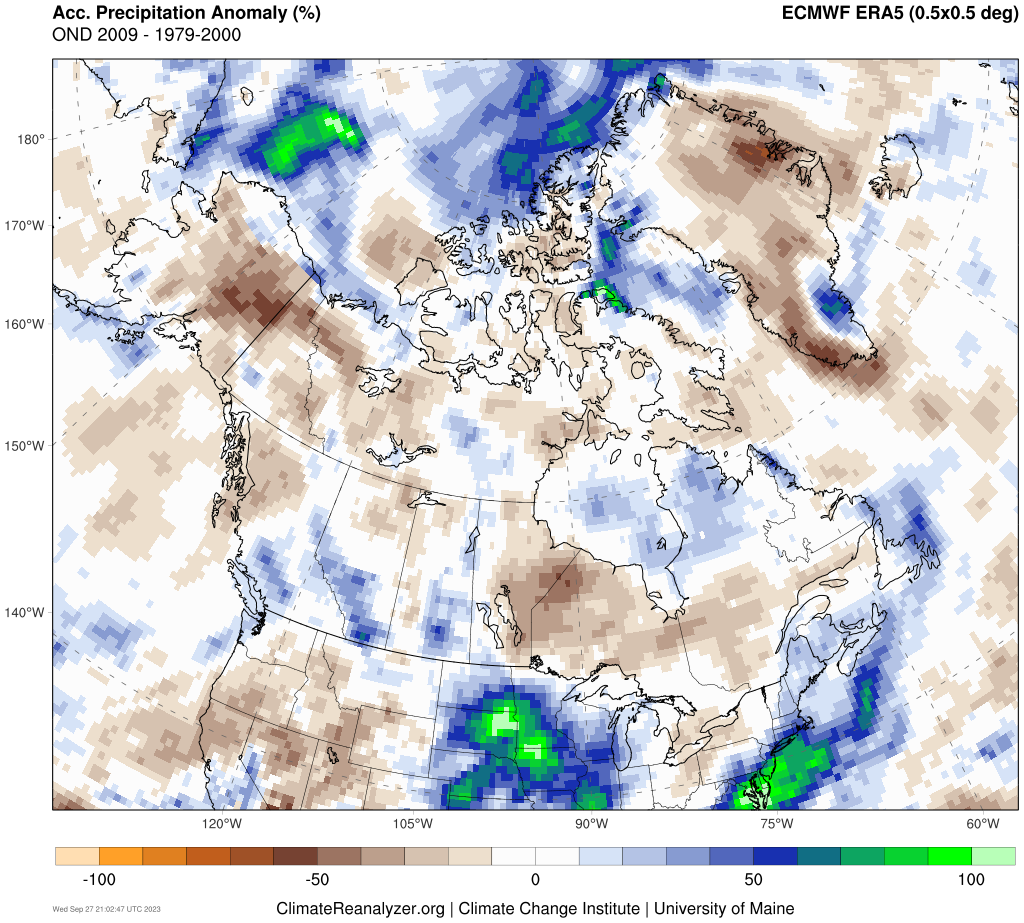 Acc. Precipitation Anomaly (%)
ECMWF ERA5 (0.5x0.5 deg)
OND 2009 - 1979-2000
180°
170°W
160°W
150°W
140°W
120°W
105°W
90°W
75°W
60°W
-100
-50
0
50
100
Wed Sep 27 21:02:47 UTC 2023
ClimateReanalyzer.org | Climate Change Institute | University of Maine